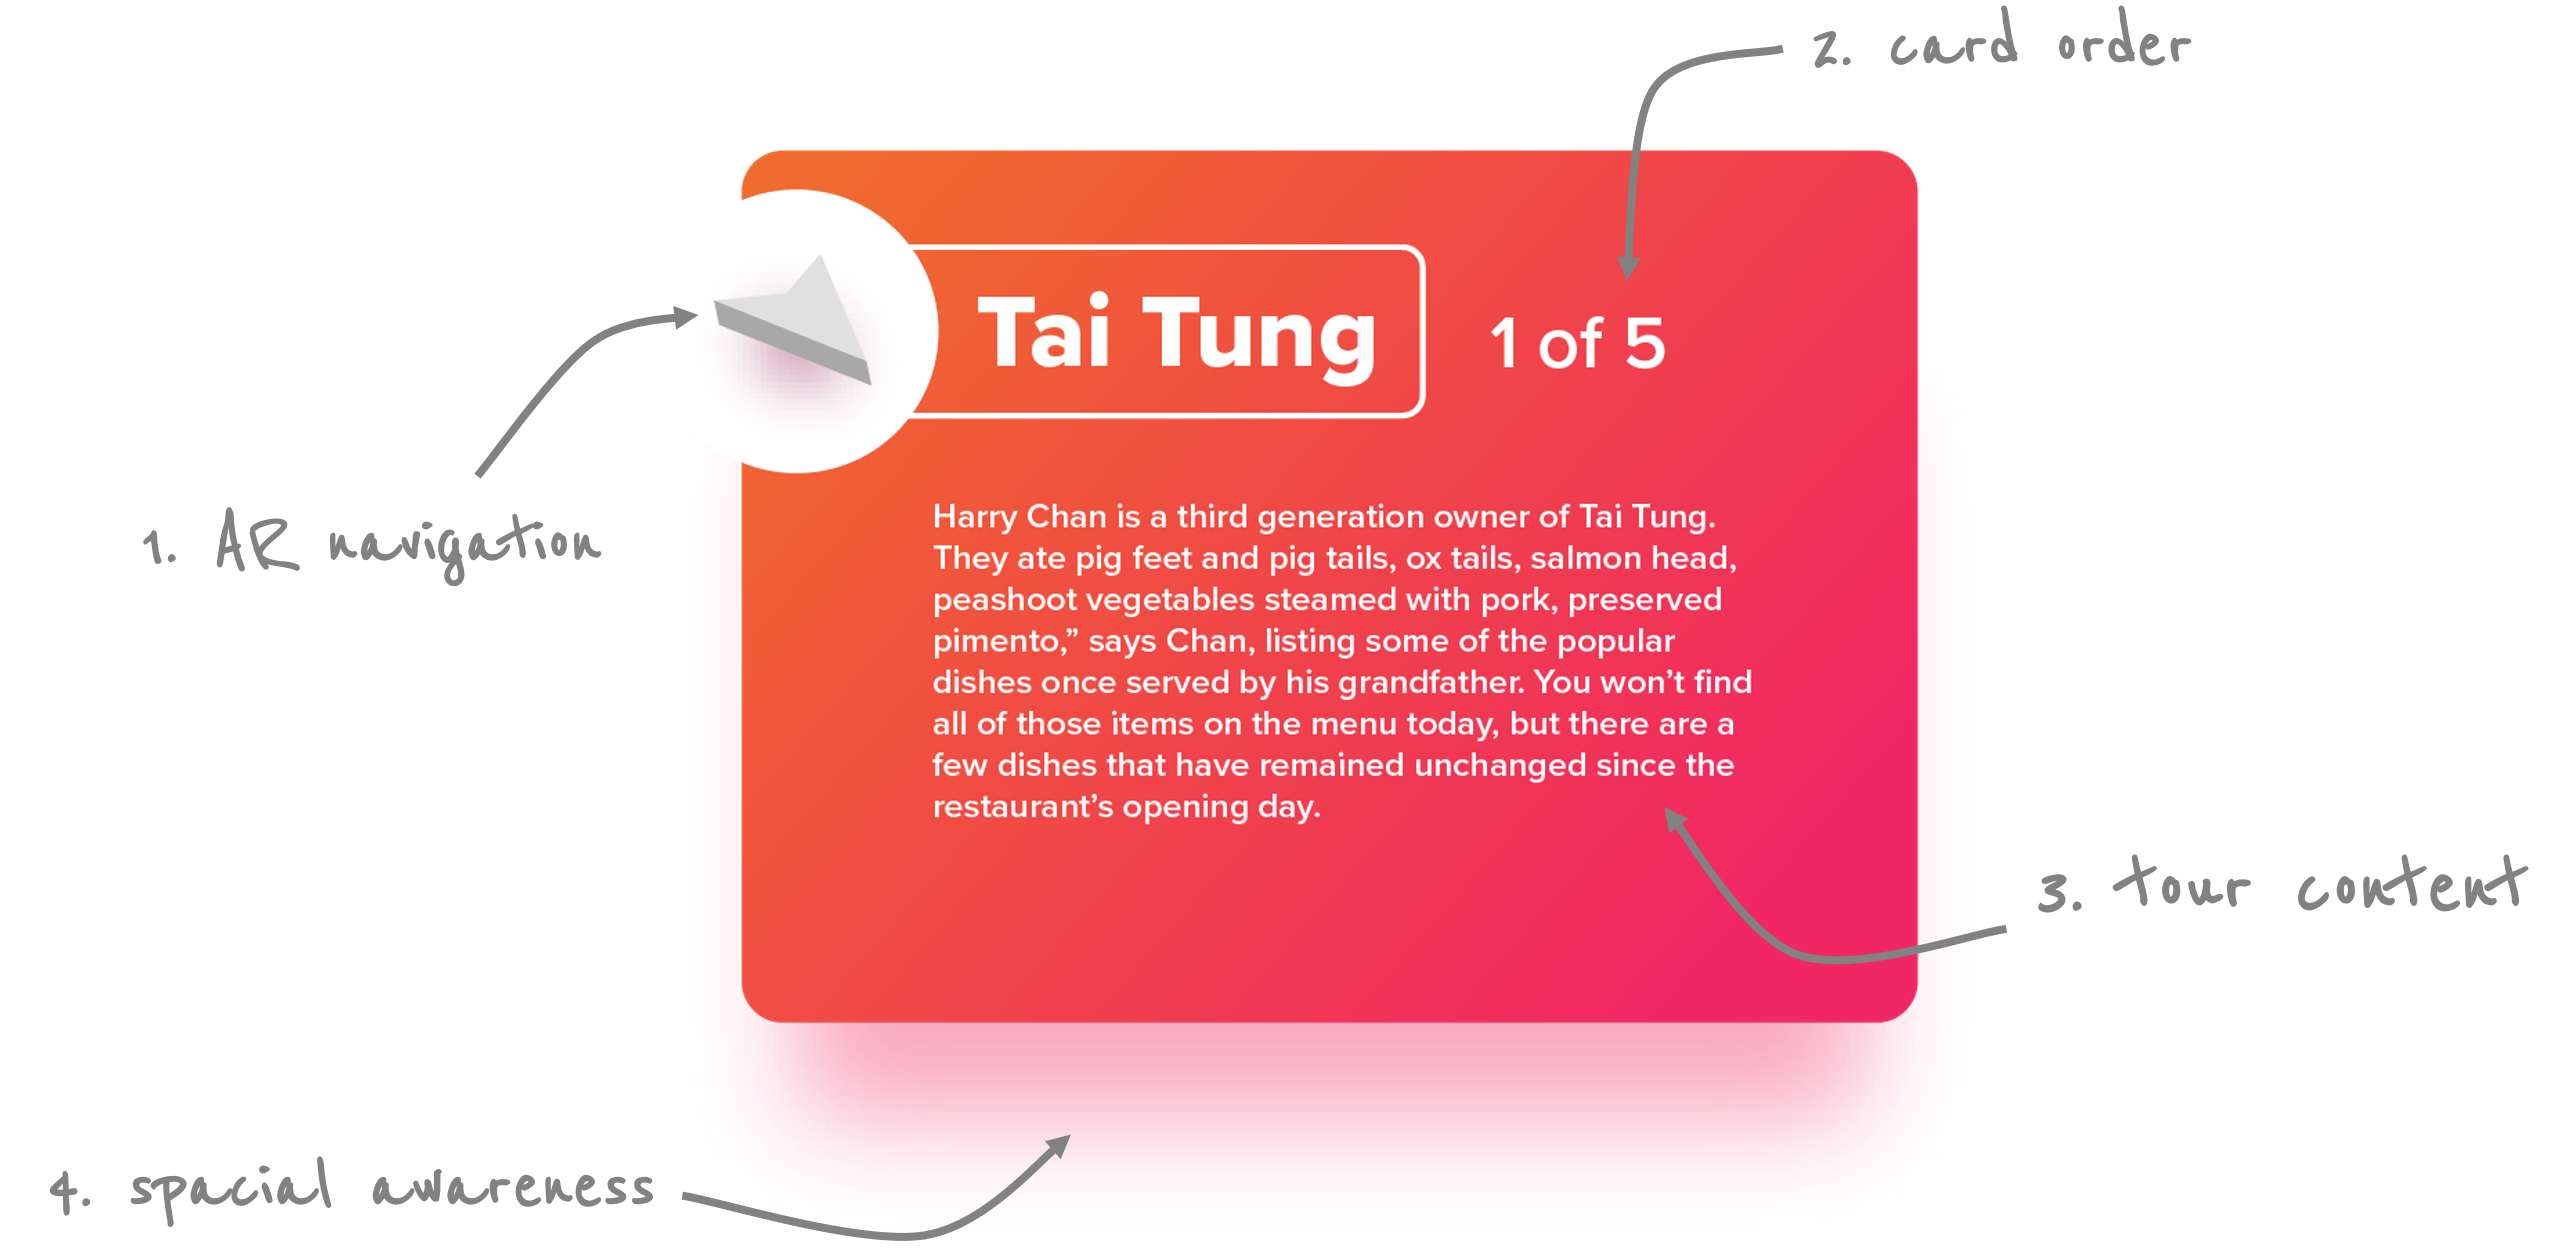 2. card order
Tai Tung
1 of 5
1. AR navigation
Harry Chan is a third generation owner of Tai Tung.
They ate pig feet and pig tails, ox tails, salmon head,
peashoot vegetables steamed with pork, preserved
pimento,” says Chan, listing some of the popular
dishes once served by his grandfather. You won’t find
all of those items on the menu today, but there are a
few dishes that have remained unchanged since the
restaurant’s opening day.
3. tour content
4. spacial awareness